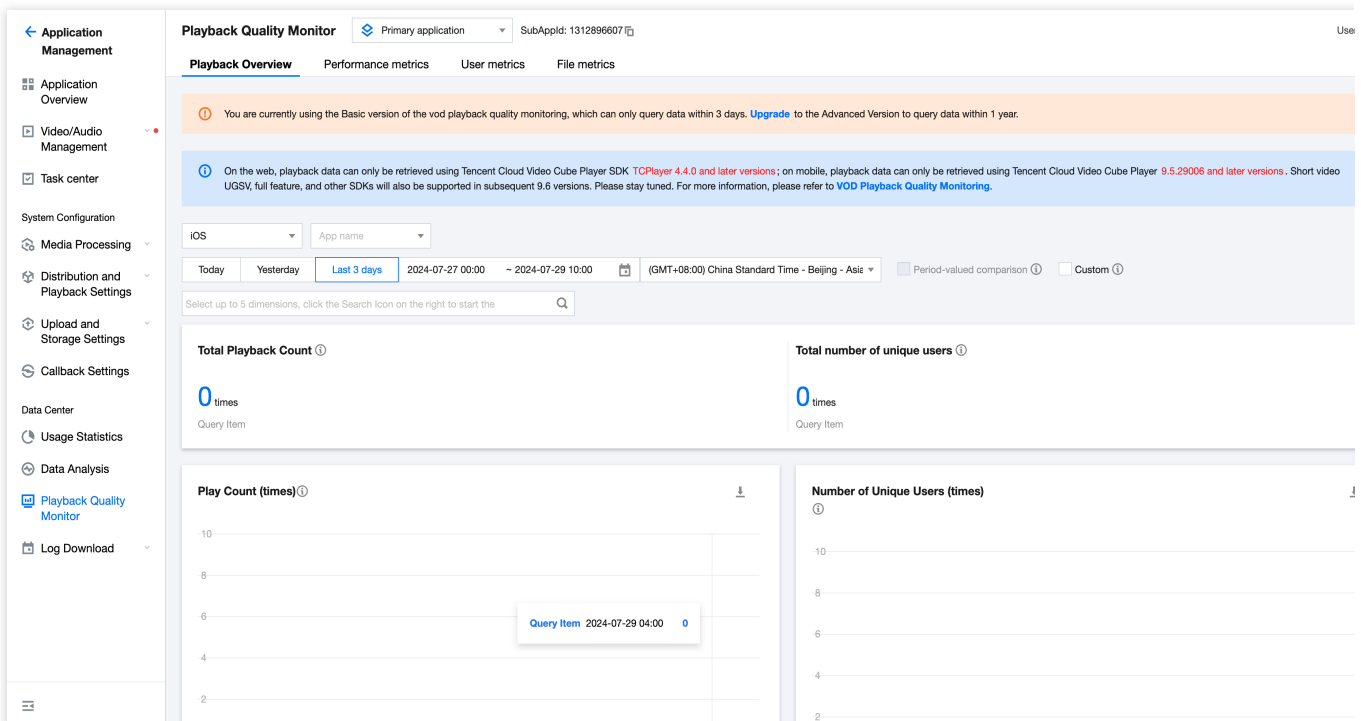 Application
Management
Application
Overview
Video/Audio
Management
Task center
System Configuration
Media Processing
Distribution and
Playback Settings
Upload and
Storage Settings
Callback Settings
Data Center
Usage Statistics
Data Analysis
Playback Quality
Monitor
Log Download
Playback Quality Monitor Primary application SubAppId: 1312896607 User
Playback Overview Performance metrics User metrics File metrics
You are currently using the Basic version of the vod playback quality monitoring, which can only query data within 3 days. Upgrade to the Advanced Version to query data within 1 year.
On the web, playback data can only be retrieved using Tencent Cloud Video Cube Player SDK TCPlayer 4.4.0 and later versions; on mobile, playback data can only be retrieved using Tencent Cloud Video Cube Player 9.5.29006 and later versions. Short video
UGSV, full feature, and other SDKs will also be supported in subsequent 9.6 versions. Please stay tuned. For more information, please refer to VOD Playback Quality Monitoring.
iOS App name
Today Yesterday Last 3 days 2024-07-27 00:00 ~ 2024-07-29 10:00 (GMT+08:00) China Standard Time - Beijing - Asia Period-valued comparison Custom
Select up to 5 dimensions, click the Search Icon on the right to start the
Total Playback Count
0 times
Query Item
Total number of unique users
0 times
Query Item
Play Count (times)
10
8
6
4
2
Query Item 2024-07-29 04:00 0
Number of Unique Users (times)
10
8
6
4
2